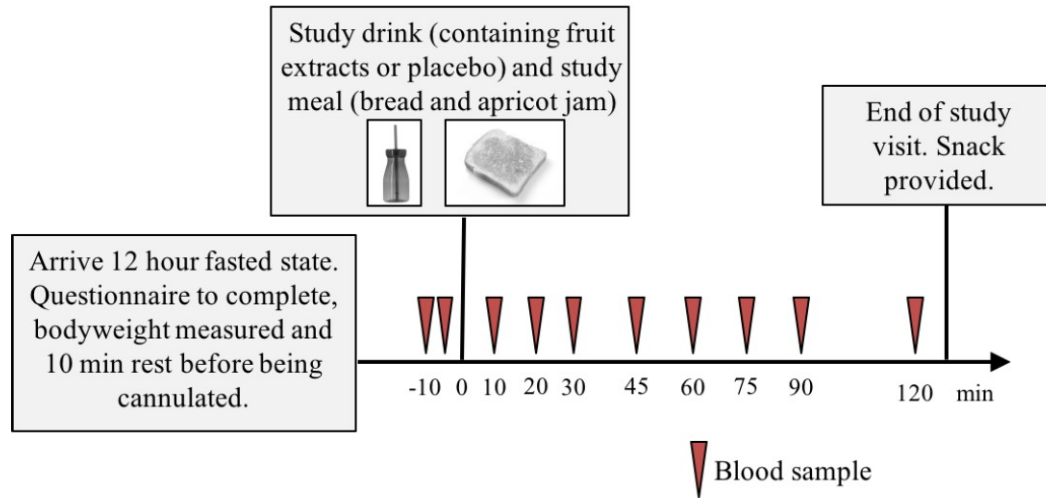 Study drink (containing fruit
extracts or placebo) and study
meal (bread and apricot jam)
End of study
visit. Snack
provided.
Arrive 12 hour fasted state.
Questionnaire to complete,
bodyweight measured and
10 min rest before being
cannulated.
-10 0 10 20 30 45 60 75 90 120 min
Blood sample